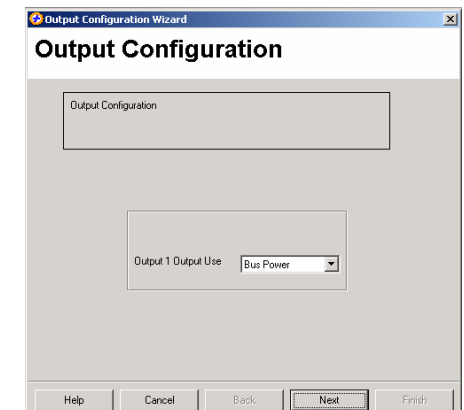 Output Configuration Wizard
Output Configuration
Output Configuration
Output 1 Output Use Bus Power
Help Cancel Back Next Finish